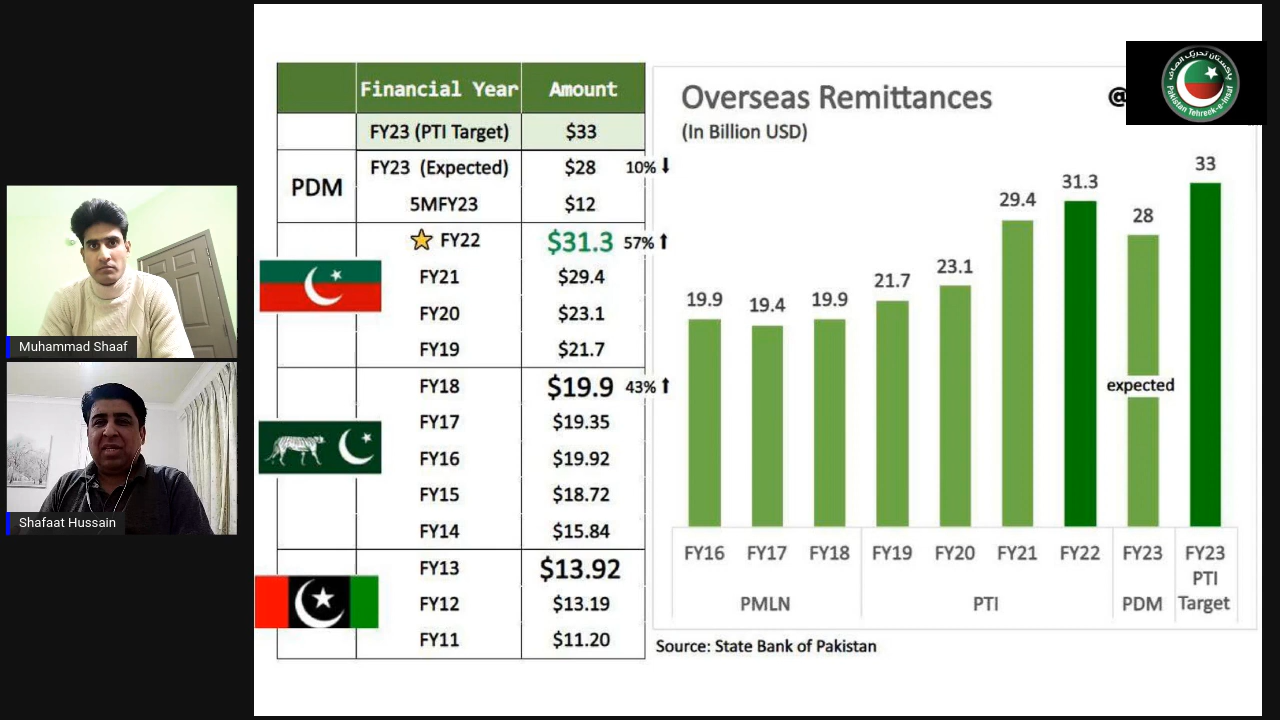 Muhammad Shaaf
Shafaat Hussain
Financial Year Amount
FY23 (PTI Target) $33
PDM
FY23 (Expected) $28 10% ⬇
5MFY23 $12
FY22 $31.3 57% ⬆
FY21 $29.4
FY20 $23.1
FY19 $21.7
FY18 $19.9 43% ⬆
FY17 $19.35
FY16 $19.92
FY15 $18.72
FY14 $15.84
FY13 $13.92
FY12 $13.19
FY11 $11.20
Overseas Remittances
(In Billion USD)
@
پاکستان تحریک انصاف
Pakistan Tehreek-e-Insaf
19.9 19.4 19.9 21.7 23.1 29.4 31.3 28 33
expected
FY16 FY17 FY18 FY19 FY20 FY21 FY22 FY23 FY23
PTI
PMLN PTI PDM Target
Source: State Bank of Pakistan